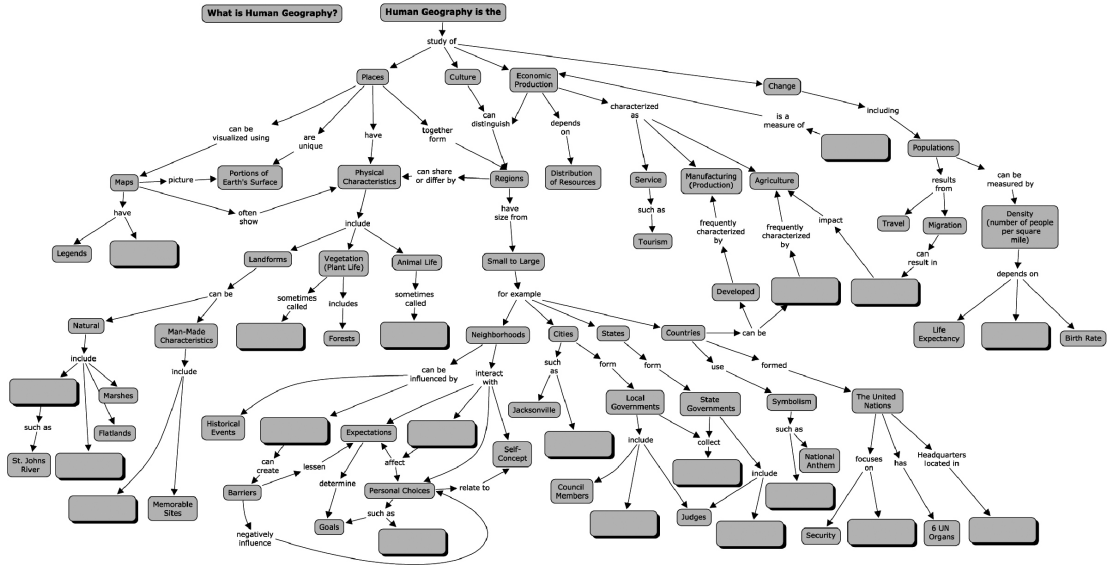 What is Human Geography?
Human Geography is the
study of
Places
Culture
Economic
Production
Change
characterized
as
including
is a
measure of
can be
visualized using
are
unique
have
together
form
can
distinguish
depends
on
Populations
Maps
picture
Portions of
Earth's Surface
Physical
Characteristics
can share
or differ by
Regions
Distribution
of Resources
Service
Manufacturing
(Production)
Agriculture
results
from
can be
measured by
have
often
show
have
size from
such as
frequently
characterized
by
frequently
characterized
by
impact
Travel
Migration
Density
(number of people
per square
mile)
Legends
include
Tourism
can
result in
Landforms
Vegetation
(Plant Life)
Animal Life
Small to Large
depends on
can be
sometimes
called
includes
sometimes
called
for example
Developed
Natural
Man-Made
Characteristics
Forests
Neighborhoods
Cities
States
Countries
can be
Life
Expectancy
Birth Rate
include
include
can be
influenced by
interact
with
such
as
form
form
use
formed
Marshes
Flatlands
such as
St. Johns
River
Memorable
Sites
Historical
Events
Expectations
Jacksonville
Local
Governments
State
Governments
Symbolism
The United
Nations
can
create
lessen
affect
Self-
Concept
include
collect
such as
National
Anthem
focuses
on
has
Headquarters
located in
Barriers
determine
Personal Choices
relate to
Council
Members
include
negatively
influence
Goals
such as
Judges
Security
6 UN
Organs